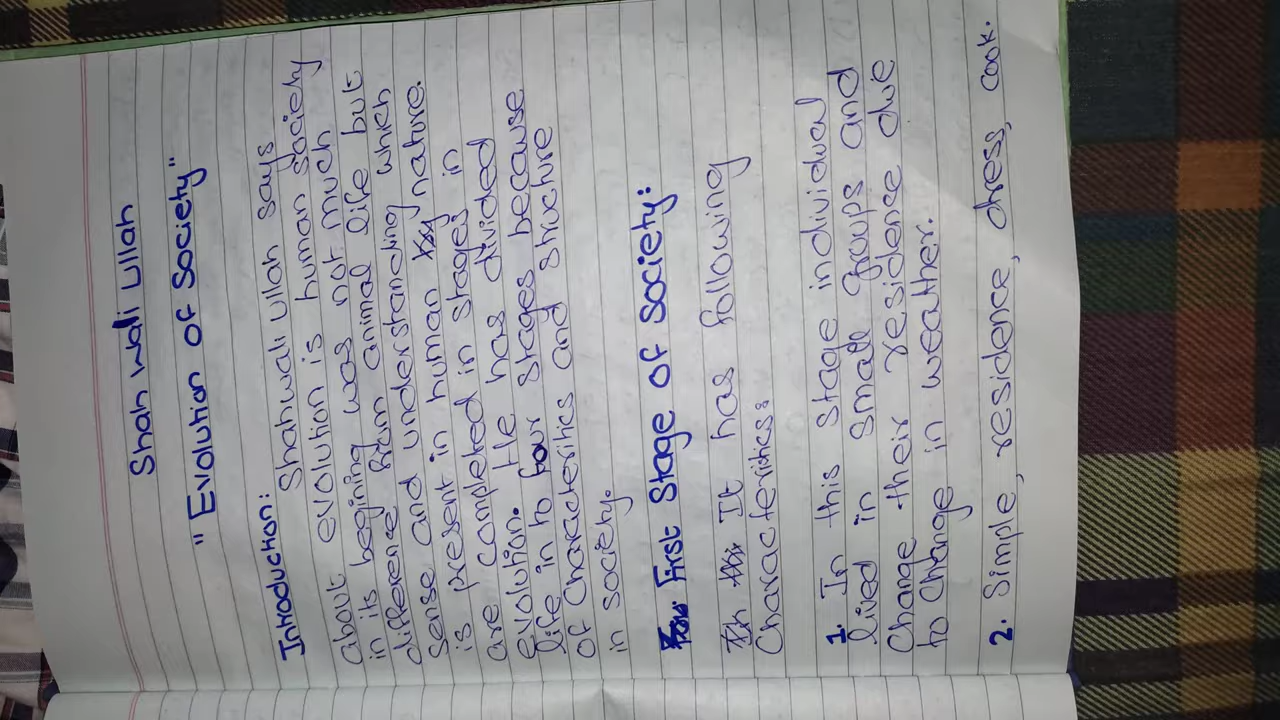 Shah Wali Ullah
"Evolution of Society"
Introduction:
Shahwali Ullah says
about evolution is human society
in its begining was not much
difference from animal life but
Sense and understanding which
is present in human by nature.
are completed in stages in
evolution. He has divided
life in to four stages because
of Characteritics and structure
in society.
First Stage of Society:
It has following
Characteristics:
1. In this stage individual
lived in small groups and
Change their residence due
to Change in weather.
2. Simple, residence, dress, cook.